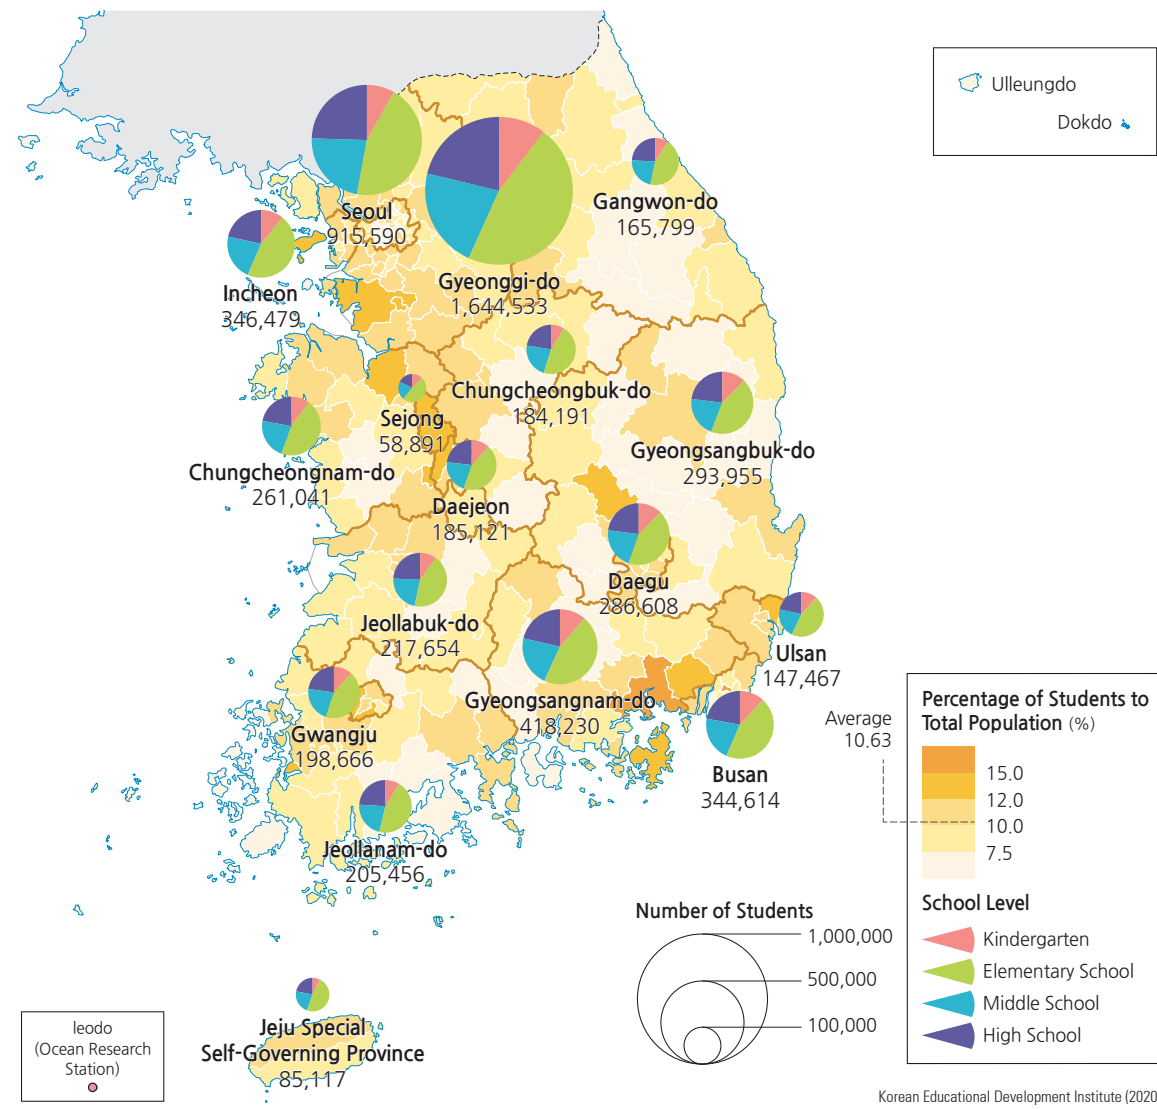 Ulleungdo
Dokdo
Seoul
915,590
Gangwon-do
165,799
Incheon
346,479
Gyeonggi-do
1,644,533
Chungcheongbuk-do
184,191
Sejong
58,891
Gyeongsangbuk-do
293,955
Chungcheongnam-do
261,041
Daejeon
185,121
Daegu
286,608
Jeollabuk-do
217,654
Ulsan
147,467
Gyeongsangnam-do
418,230
Gwangju
198,666
Busan
344,614
Jeollanam-do
205,456
Jeju Special
Self-Governing Province
85,117
Ieodo
(Ocean Research
Station)
Number of Students
1,000,000
500,000
100,000
Average
10.63
Percentage of Students to
Total Population (%)
15.0
12.0
10.0
7.5
School Level
Kindergarten
Elementary School
Middle School
High School
Korean Educational Development Institute (2020